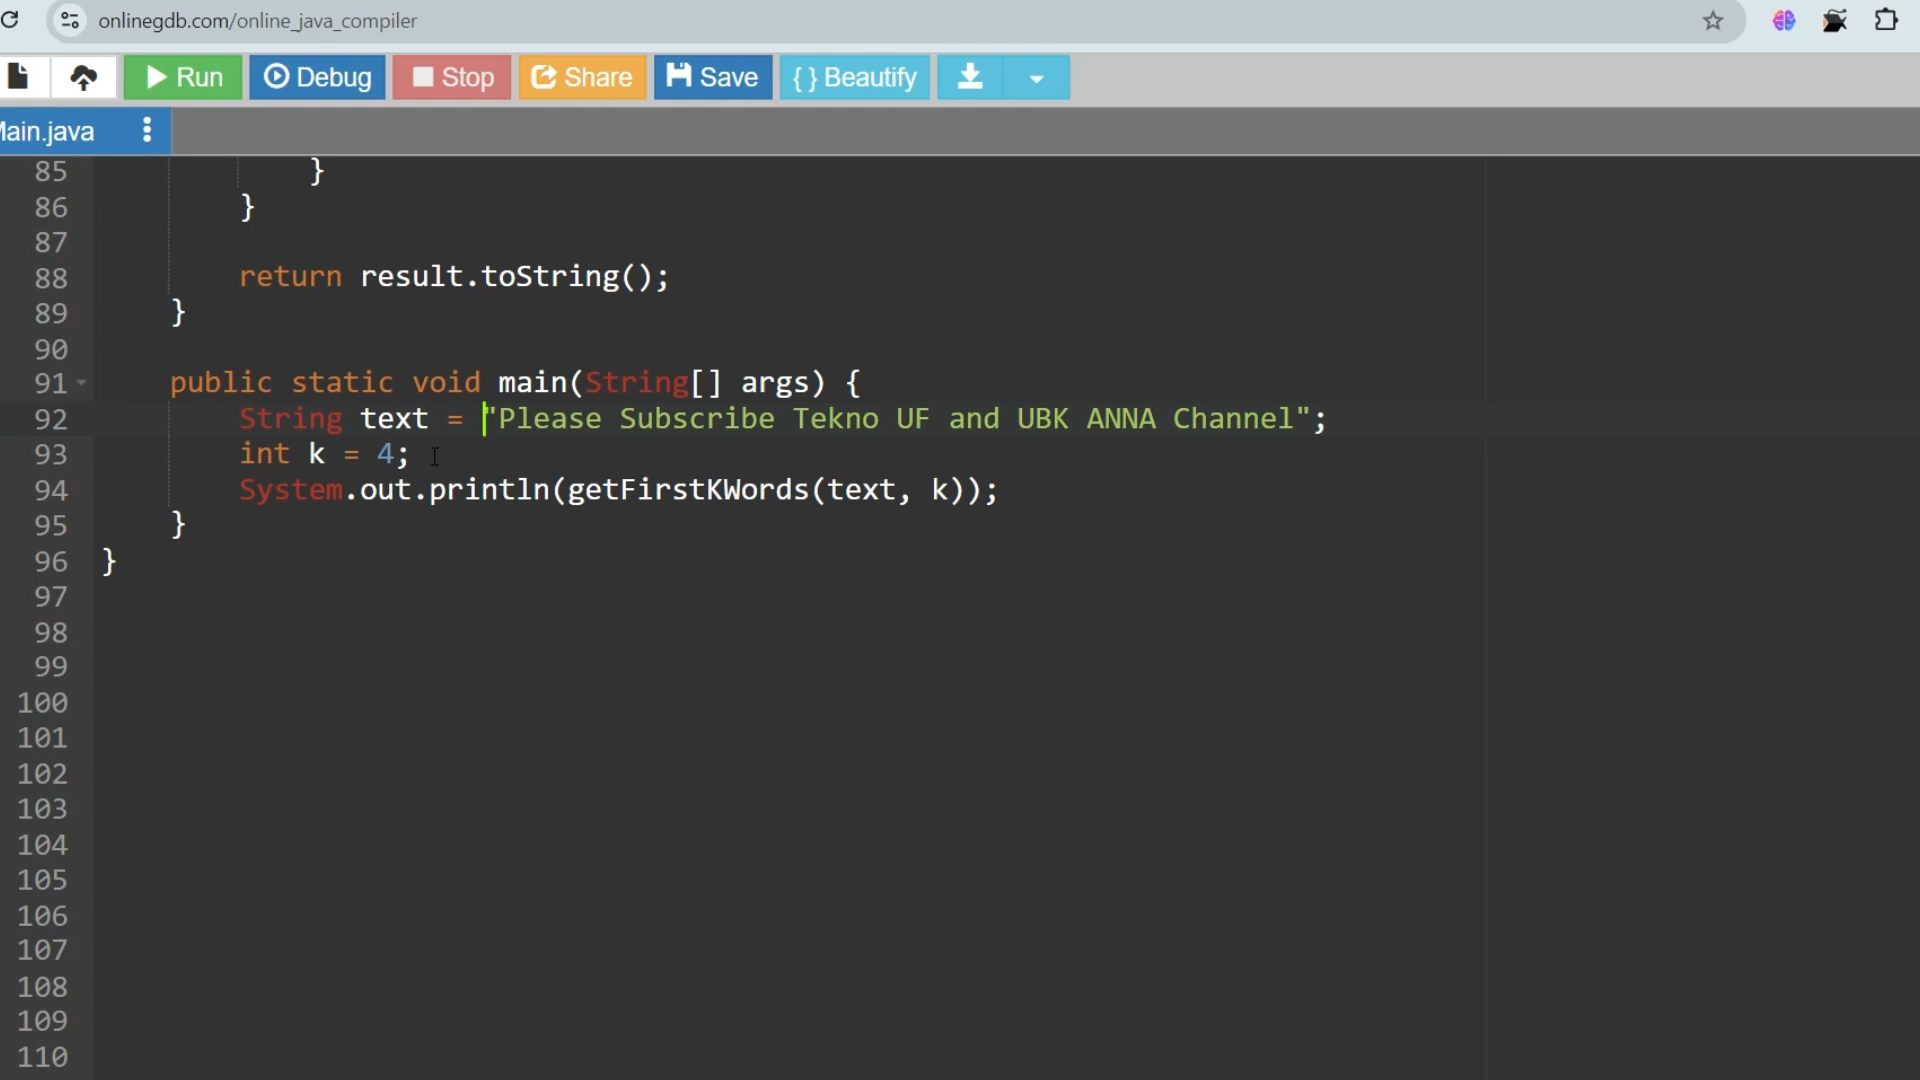 onlinegdb.com/online_java_compiler
Run Debug Stop Share Save { } Beautify
Main.java
85 }
86 }
87
88 return result.toString();
89 }
90
91 public static void main(String[] args) {
92 String text = "Please Subscribe Tekno UF and UBK ANNA Channel";
93 int k = 4;
94 System.out.println(getFirstKWords(text, k));
95 }
96 }
97
98
99
100
101
102
103
104
105
106
107
108
109
110